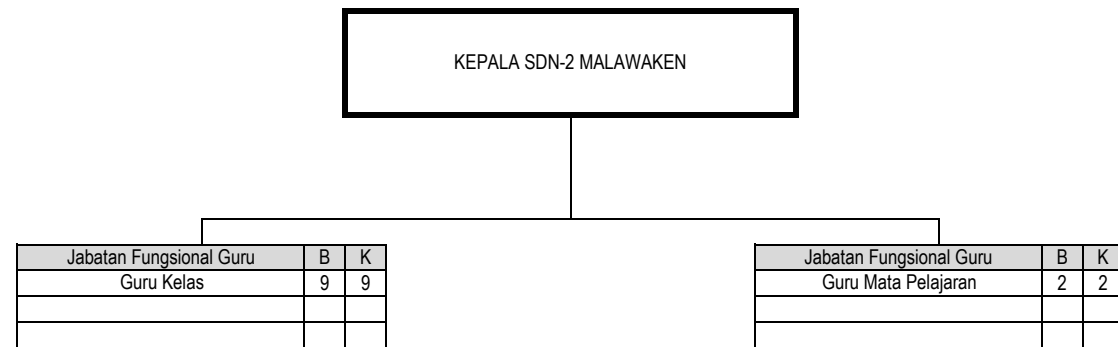 KEPALA SDN-2 MALAWAKEN
Jabatan Fungsional Guru B K
Guru Kelas 9 9
Jabatan Fungsional Guru B K
Guru Mata Pelajaran 2 2